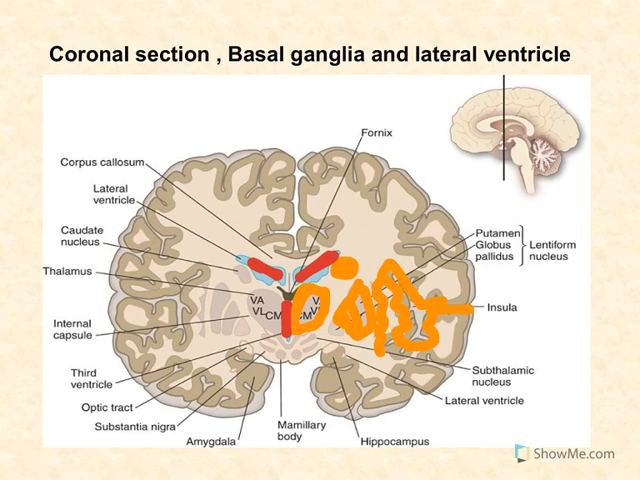 Coronal section , Basal ganglia and lateral ventricle
Fornix
Corpus callosum
Lateral
ventricle
Caudate
nucleus
Thalamus
Internal
capsule
Third
ventricle
Optic tract
Substantia nigra
Amygdala
Mamillary
body
Hippocampus
Lateral ventricle
Subthalamic
nucleus
Insula
Putamen
Globus
pallidus
Lentiform
nucleus
VA
VL
CM
CM
ShowMe.com